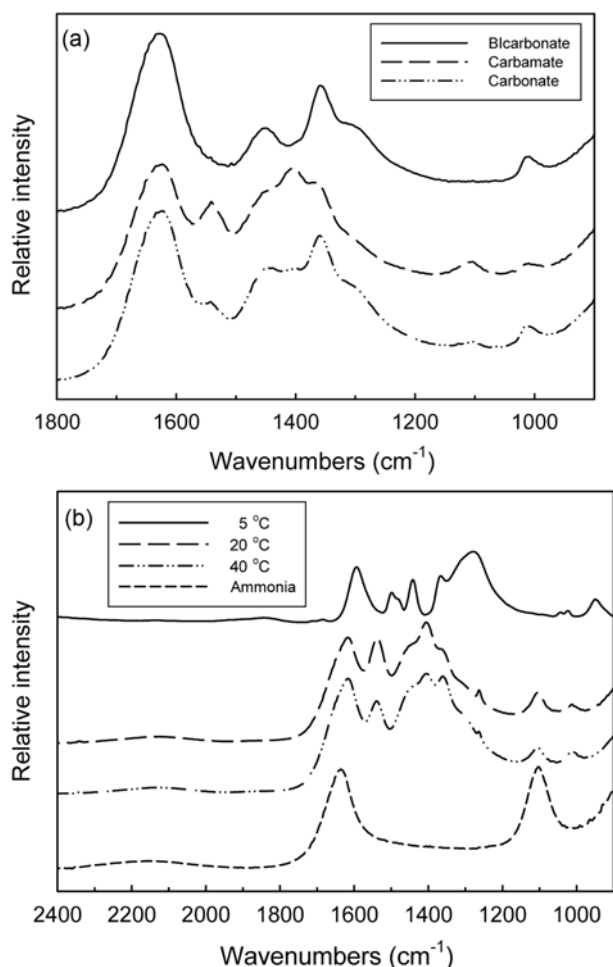 (a)
BIcarbonate
Carbamate
Carbonate
Relative intensity
1800 1600 1400 1200 1000
Wavenumbers (cm-1)
(b)
5 °C
20 °C
40 °C
Ammonia
Relative intensity
2400 2200 2000 1800 1600 1400 1200 1000
Wavenumbers (cm-1)